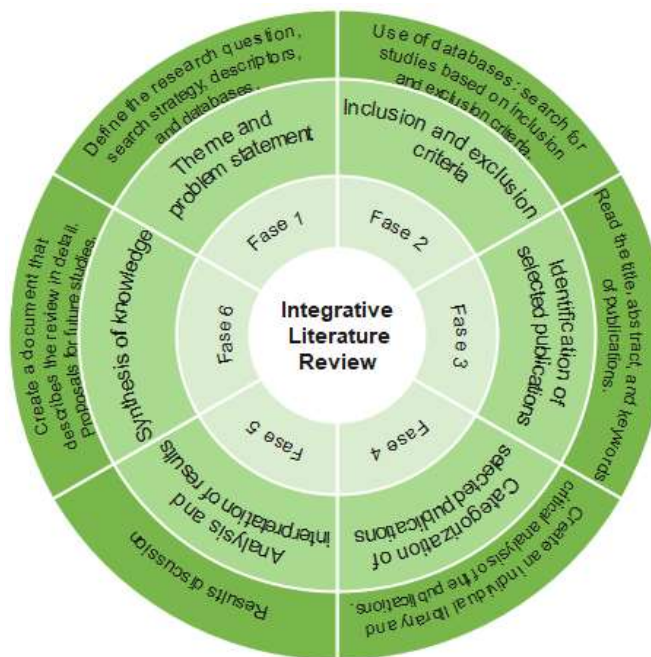 Integrative
Literature
Review
Fase 1
Theme and
problem statement
Define the research question,
search strategy, descriptors,
and databases.
Fase 2
Inclusion and exclusion
criteria
Use of databases: search for
studies based on inclusion
and exclusion criteria.
Fase 3
Identification of
selected publications
Read the title, abstract, and keywords
of publications.
Fase 4
Categorization of
selected publications
Create an individual library and
critical analysis of the publications.
Fase 5
Analysis and
interpretation of results
Results discussion
Fase 6
Synthesis of knowledge
Create a document that
describes the review in detail.
Proposals for future studies.